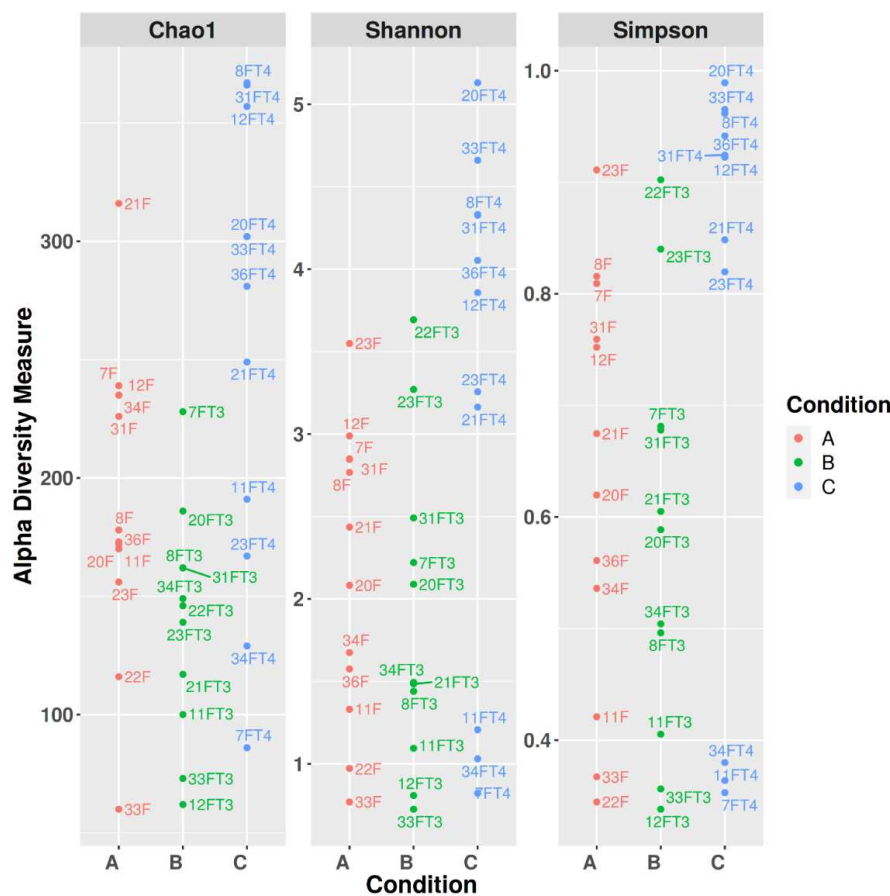 Chao1
Shannon
Simpson
Alpha Diversity Measure
300
200
100
8FT4
31FT4
12FT4
21F
20FT4
33FT4
36FT4
21FT4
7F
12F
34F
31F
7FT3
11FT4
20FT3
8F
36F
20F
11F
23F
8FT3
31FT3
34FT3
22FT3
23FT3
23FT4
34FT4
22F
21FT3
11FT3
7FT4
33FT3
33F
12FT3
A
B
C
5
4
3
2
1
20FT4
33FT4
8FT4
31FT4
36FT4
12FT4
22FT3
23F
23FT4
23FT3
21FT4
12F
7F
31F
8F
31FT3
21F
7FT3
20F
20FT3
34F
36F
34FT3
21FT3
8FT3
11F
11FT4
11FT3
34FT4
22F
12FT3
7FT4
33F
33FT3
A
B
C
1.0
0.8
0.6
0.4
20FT4
33FT4
8FT4
36FT4
31FT4
12FT4
23F
22FT3
21FT4
23FT3
23FT4
8F
7F
31F
12F
7FT3
21F
31FT3
20F
21FT3
20FT3
36F
34F
34FT3
8FT3
11F
11FT3
34FT4
33F
11FT4
22F
33FT3
7FT4
12FT3
A
B
C
Condition
Condition
A
B
C